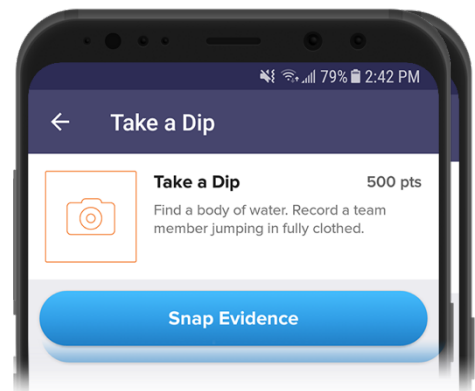 79% 2:42 PM
Take a Dip
Take a Dip 500 pts
Find a body of water. Record a team
member jumping in fully clothed.
Snap Evidence